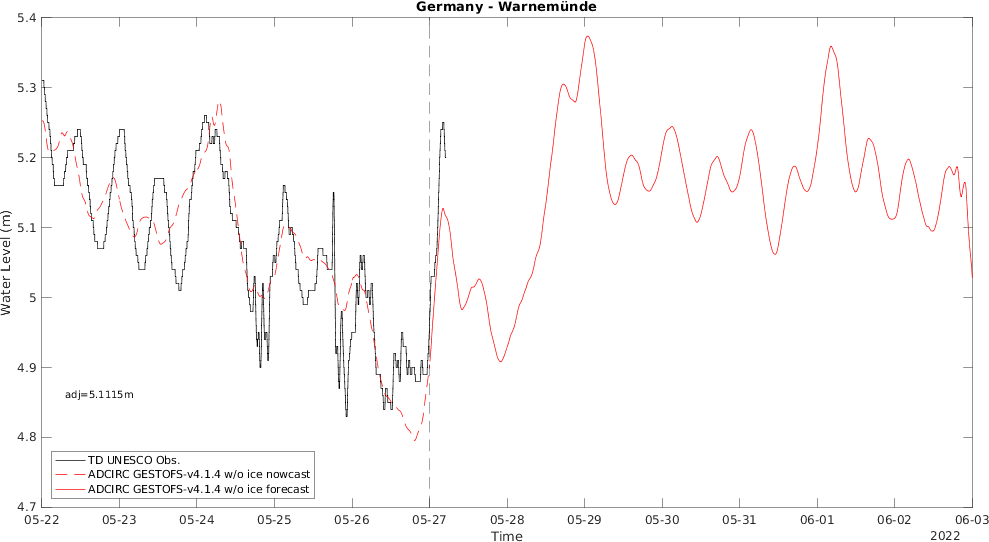 Germany - Warnemünde
5.4
5.3
5.2
5.1
5
4.9
4.8
4.7
Water Level (m)
adj=5.1115m
TD UNESCO Obs.
ADCIRC GESTOFS-v4.1.4 w/o ice nowcast
ADCIRC GESTOFS-v4.1.4 w/o ice forecast
05-22 05-23 05-24 05-25 05-26 05-27 05-28 05-29 05-30 05-31 06-01 06-02 06-03
Time
2022